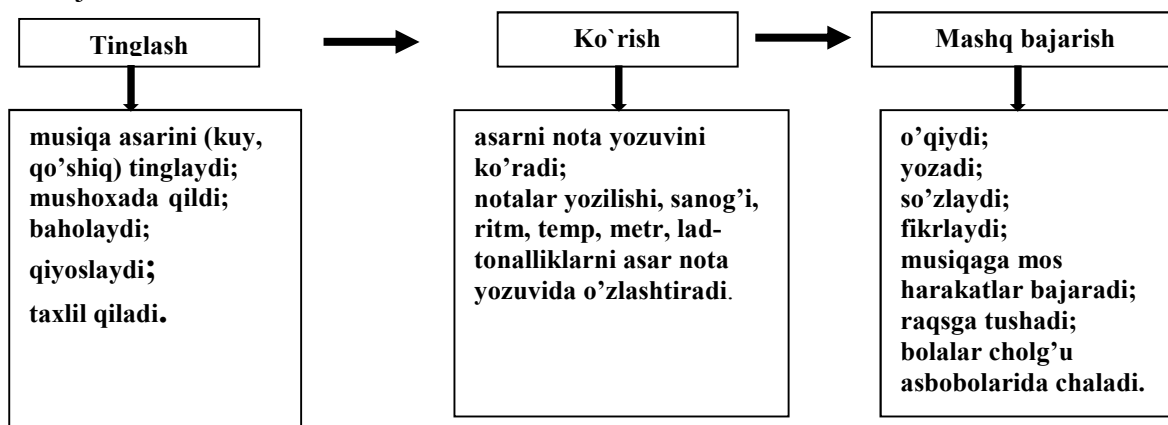 Tinglash
Ko`rish
Mashq bajarish
musiqa asarini (kuy,
qo’shiq) tinglaydi;
mushoxada qildi;
baholaydi;
qiyoslaydi;
taxlil qiladi.
asarni nota yozuvini
ko’radi;
notalar yozilishi, sanog’i,
ritm, temp, metr, lad-
tonalliklarni asar nota
yozuvida o’zlashtiradi.
o’qiydi;
yozadi;
so’zlaydi;
fikrlaydi;
musiqaga mos
harakatlar bajaradi;
raqsga tushadi;
bolalar cholg’u
asbobolarida chaladi.